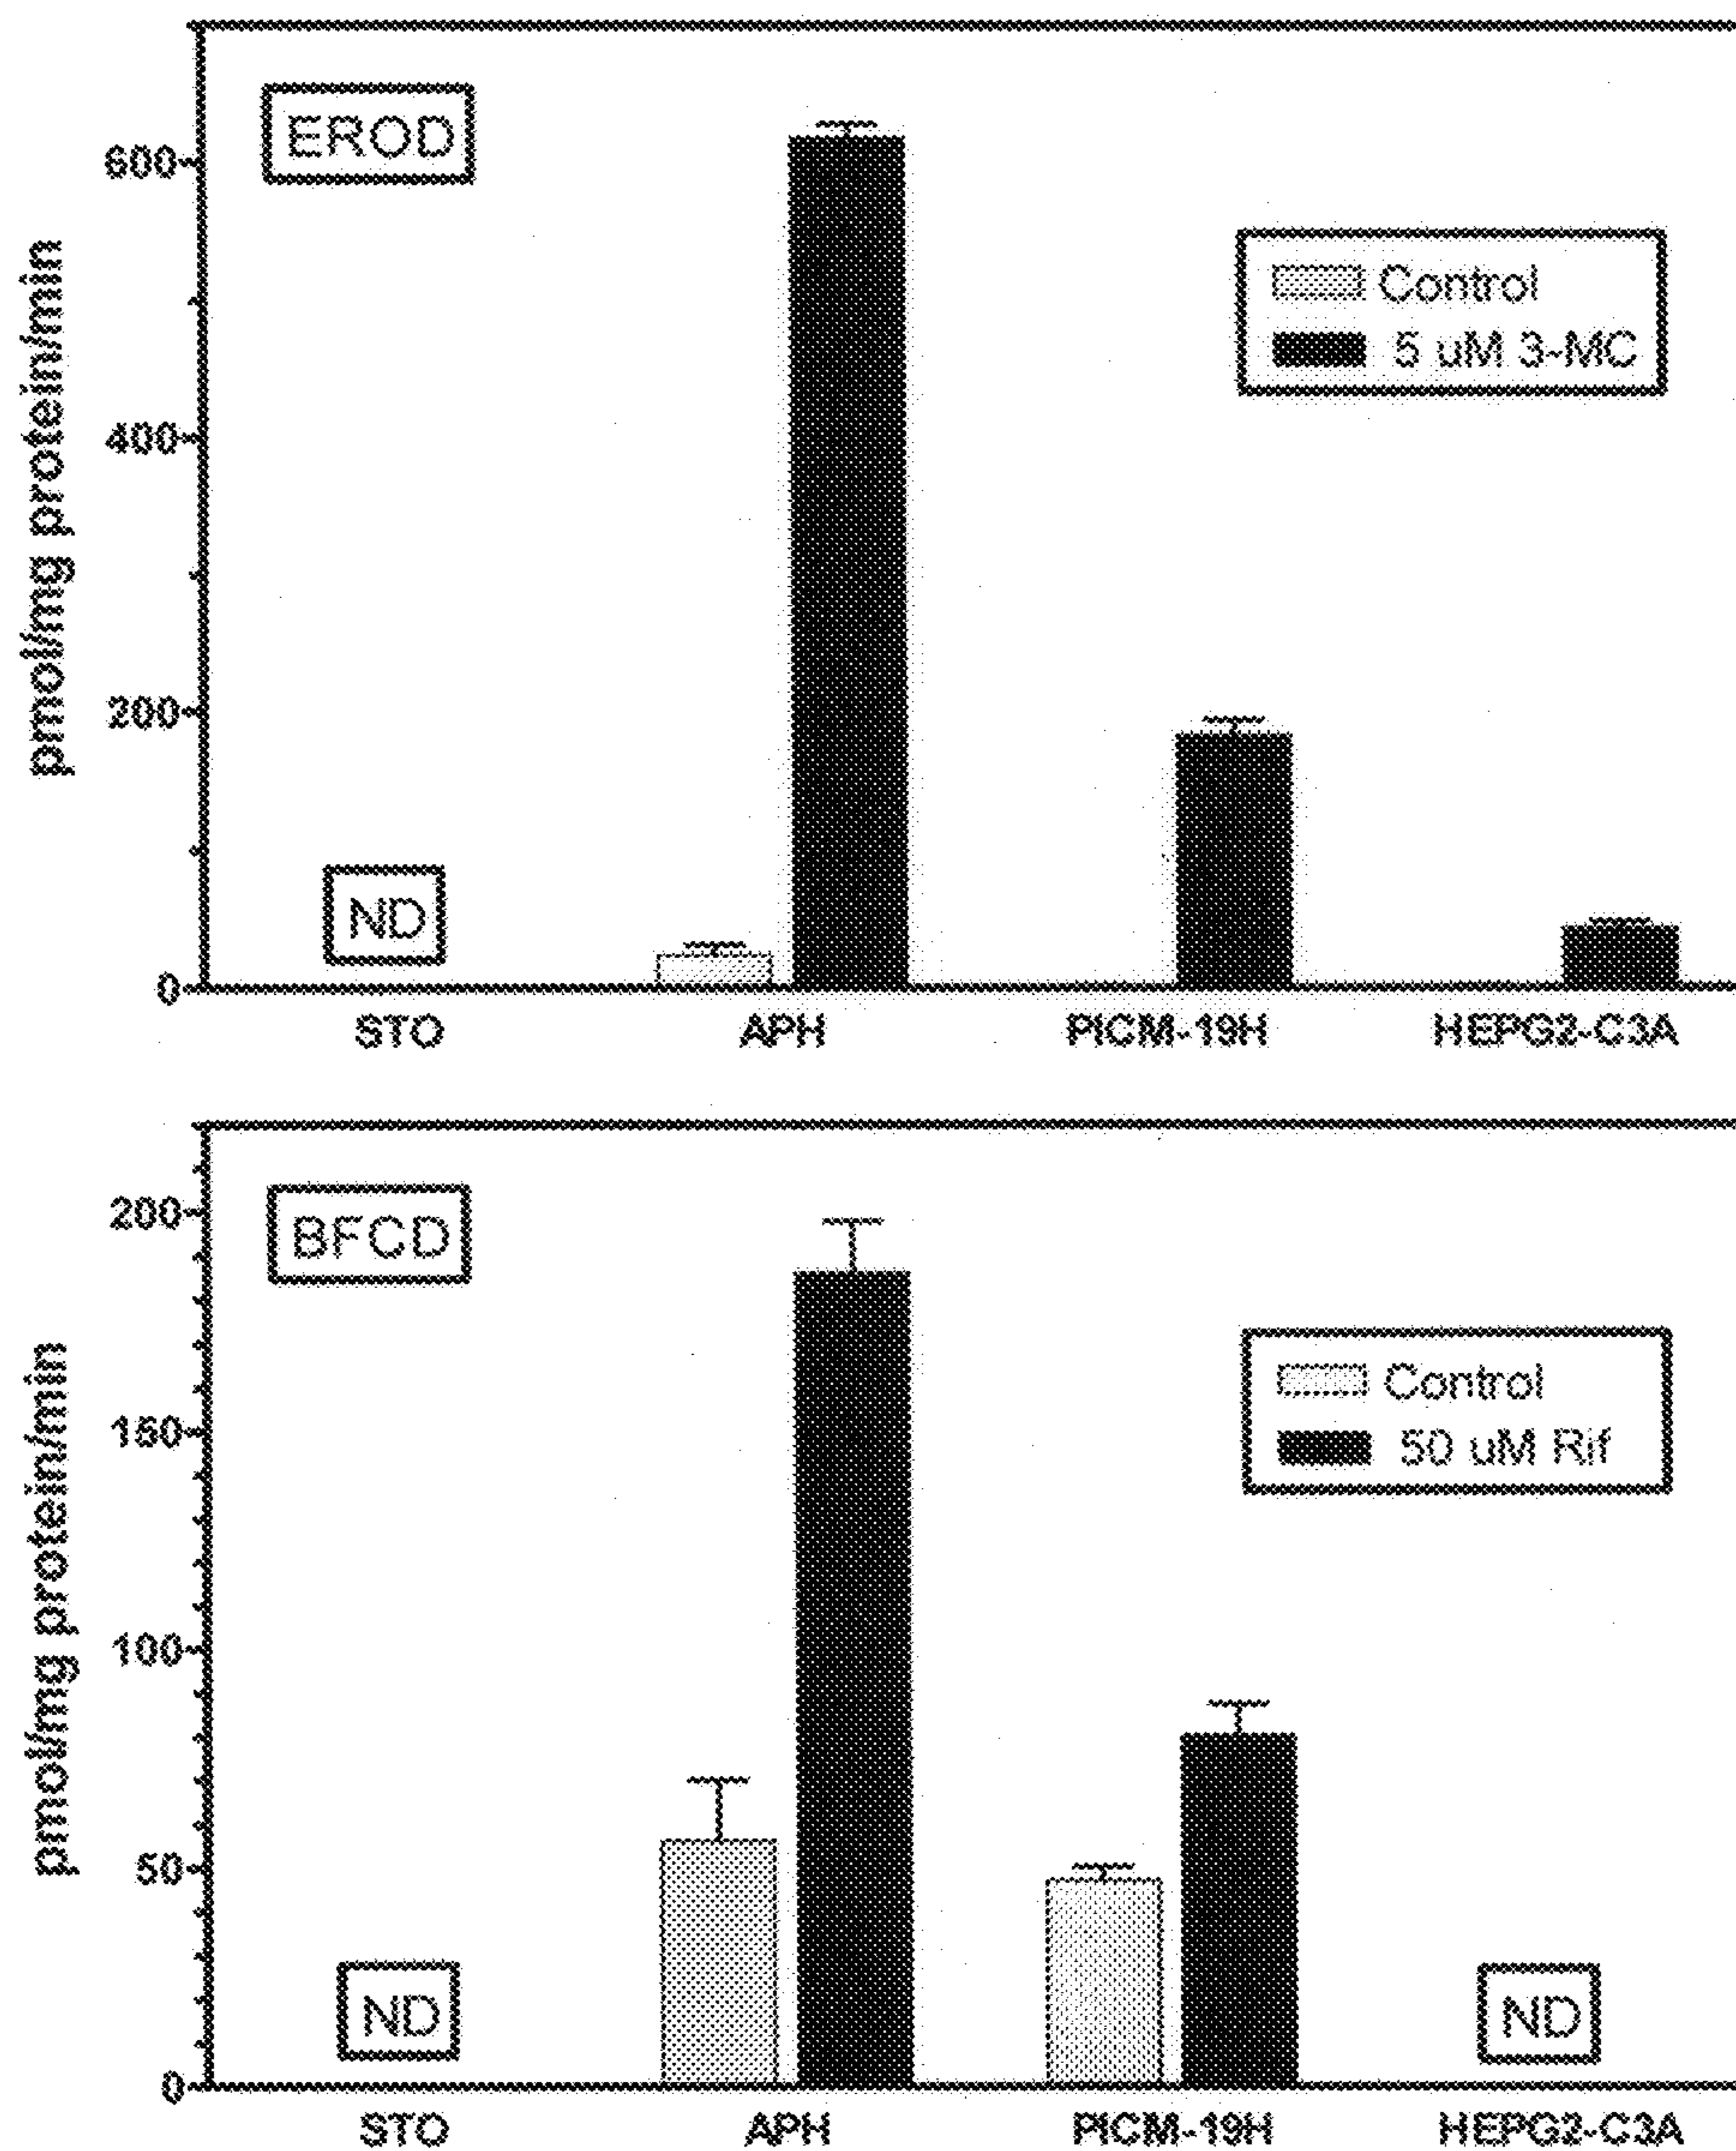 EROD
600
400
200
0
pmol/mg protein/min
Control
5 uM 3-MC
ND
STO APH PICM-19H HEPG2-C3A
BFCD
200
150
100
50
0
pmol/mg protein/min
Control
50 uM Rif
ND
ND
STO APH PICM-19H HEPG2-C3A